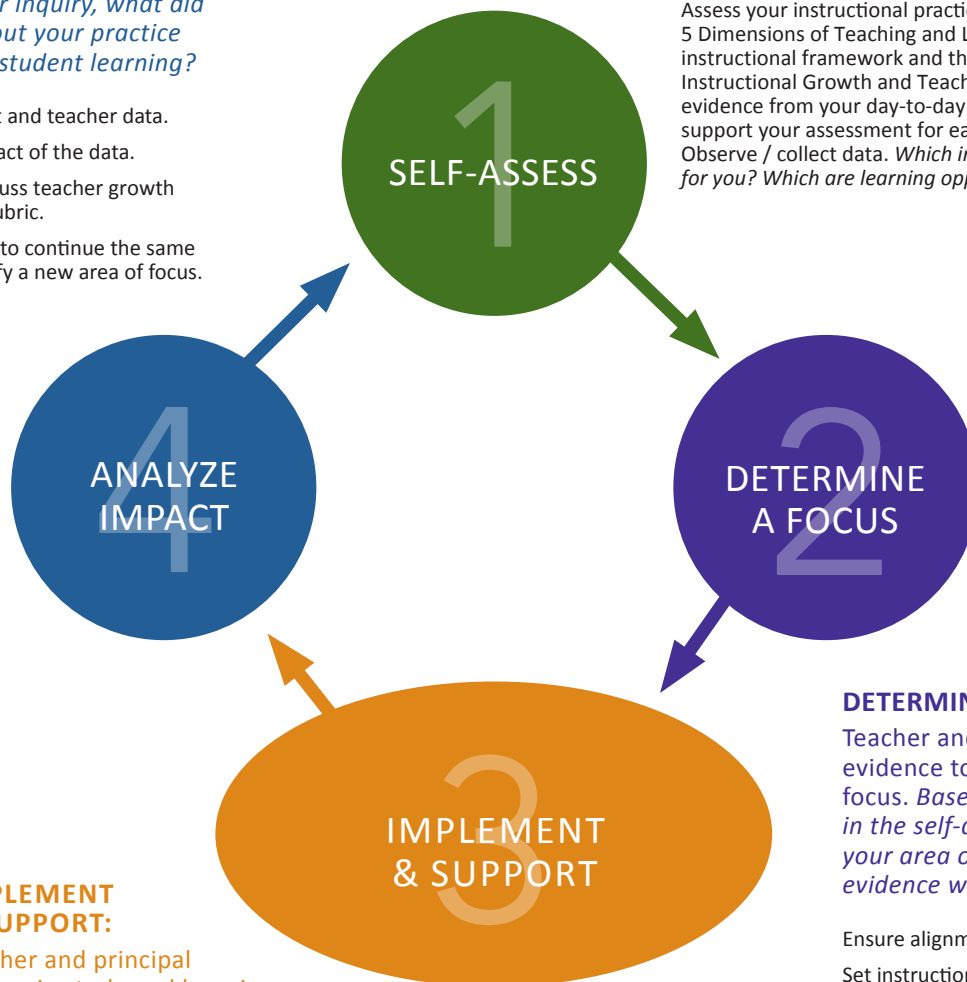 r inquiry, what did
out your practice
student learning?
t and teacher data.
act of the data.
uss teacher growth
ubric.
to continue the same
fy a new area of focus.
Assess your instructional practic
5 Dimensions of Teaching and L
instructional framework and th
Instructional Growth and Teach
evidence from your day-to-day
support your assessment for ea
Observe / collect data. Which in
for you? Which are learning opp
1
SELF-ASSESS
2
DETERMINE
A FOCUS
3
IMPLEMENT
& SUPPORT
4
ANALYZE
IMPACT
DETERMIN
Teacher and
evidence to
focus. Base
in the self-a
your area o
evidence w
Ensure alignm
Set instruction
PLEMENT
UPPORT:
her and principal